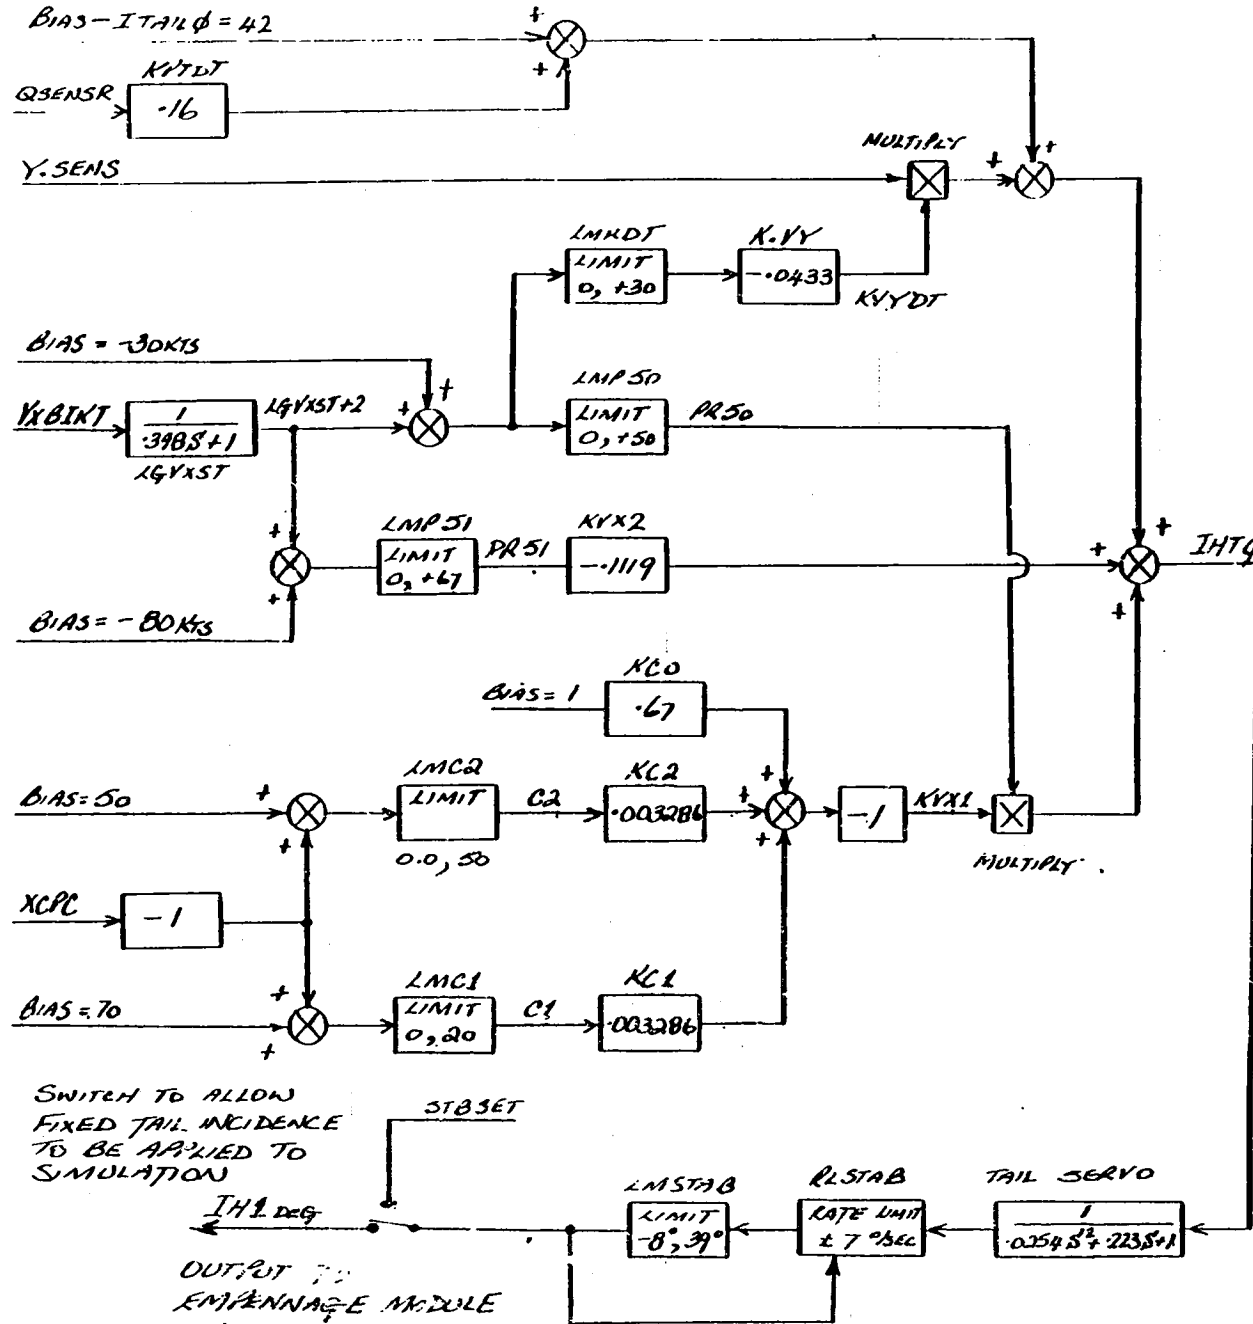 BIAS-ITAILφ=42
KVTDT
QSENSR
.16
Y.SENS
MULTIPLY
LMHDT
LIMIT
0, +30
K.VY
-.0433
KVYDT
BIAS = -30KTS
VXBIKT
1
.398S+1
LGVXST+2
LGVXST
LMP50
LIMIT
0, +50
PR50
LMP51
LIMIT
0, +67
PR51
KVX2
-.1119
BIAS = -80KTS
KC0
BIAS = 1
.67
LMC2
LIMIT
0.0, 50
BIAS=50
C2
KC2
.003286
-1
KVX1
MULTIPLY
XCPC
-1
LMC1
LIMIT
0, 20
BIAS=70
C1
KC1
.003286
SWITCH TO ALLOW
FIXED TAIL INCIDENCE
TO BE APPLIED TO
SIMULATION
STBSET
IH1 DEG
LMSTAB
LIMIT
-8°, 39°
RLSTAB
RATE LIMIT
± 7 °/SEC
TAIL SERVO
1
.0254S²+.223S+1
OUTPUT TO
EMPENNAGE MODULE